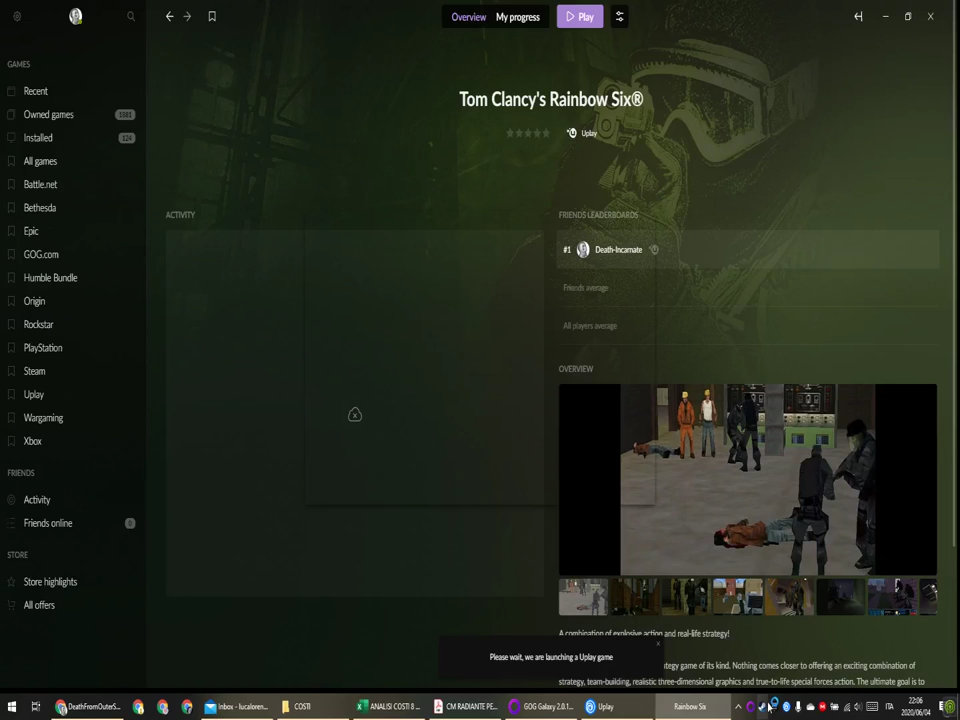 Overview My progress Play
GAMES
Recent
Owned games 1881
Installed 124
All games
Battle.net
Bethesda
Epic
GOG.com
Humble Bundle
Origin
Rockstar
PlayStation
Steam
Uplay
Wargaming
Xbox
FRIENDS
Activity
Friends online 0
STORE
Store highlights
All offers
Tom Clancy's Rainbow Six®
Uplay
ACTIVITY
FRIENDS LEADERBOARDS
#1 Death-Incarnate
Friends average
All players average
OVERVIEW
A combination of explosive action and real-life strategy!
Please wait, we are launching a Uplay game
tegy game of its kind. Nothing comes closer to offering an exciting combination of
strategy, team-building, realistic three-dimensional graphics and true-to-life special forces action. The ultimate goal is to
DeathFromOuterS...
Inbox - lucaloren...
COSTI
ANALISI COSTI 8 ...
CM RADIANTE PE...
GOG Galaxy 2.0.1...
Uplay
Rainbow Six
ITA
22:06
2020/06/04